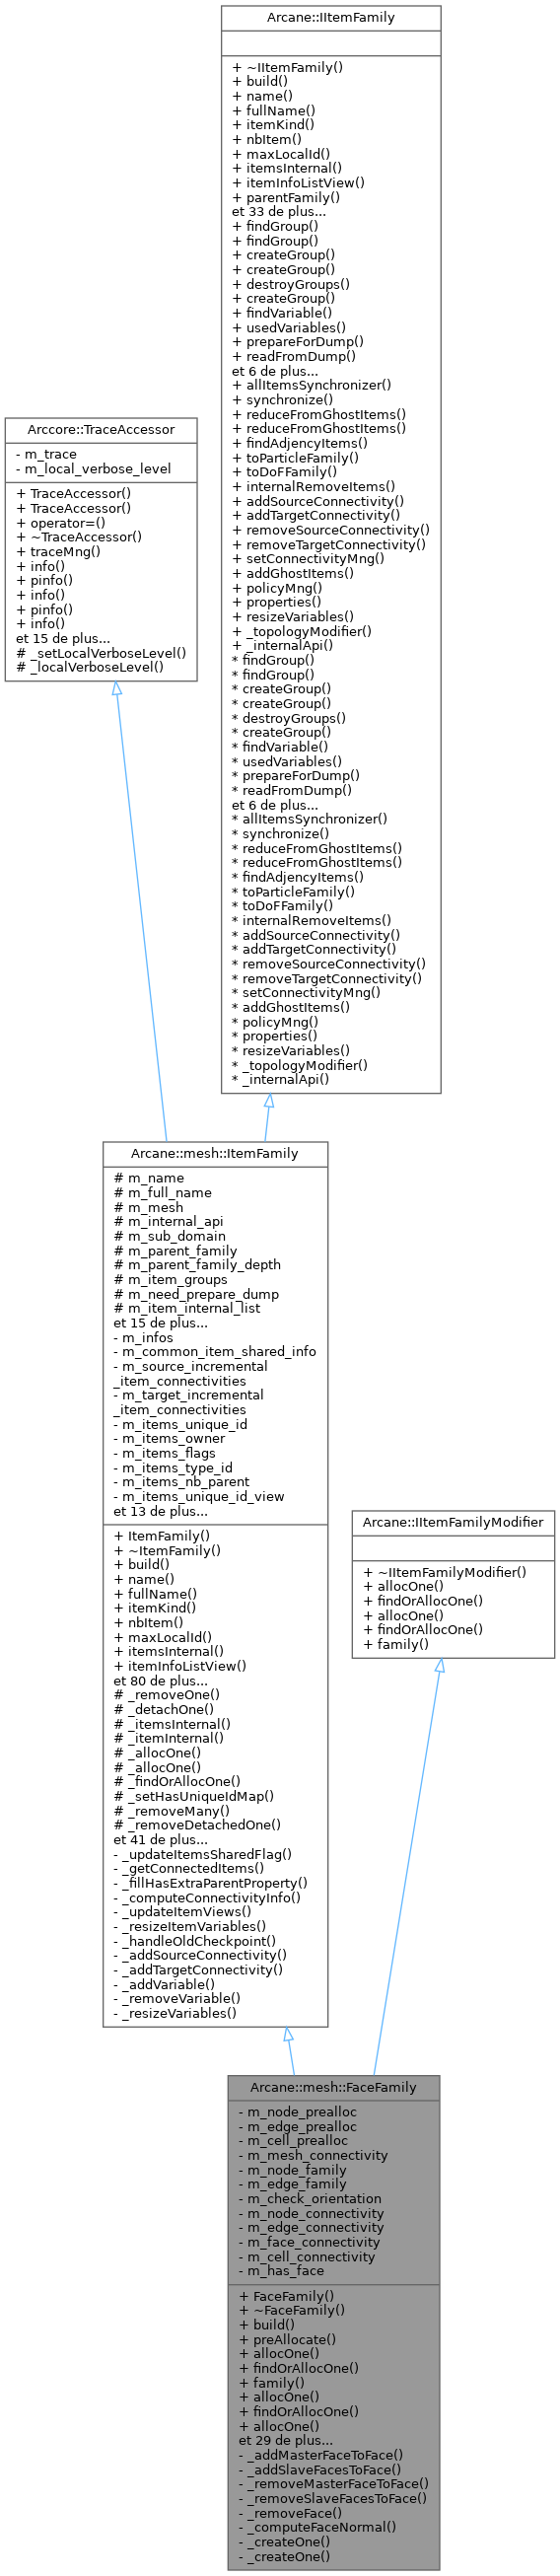 Arcane::IItemFamily
+ ~IItemFamily()
+ build()
+ name()
+ fullName()
+ itemKind()
+ nbItem()
+ maxLocalId()
+ itemsInternal()
+ itemInfoListView()
+ parentFamily()
et 33 de plus...
+ findGroup()
+ findGroup()
+ createGroup()
+ createGroup()
+ destroyGroups()
+ createGroup()
+ findVariable()
+ usedVariables()
+ prepareForDump()
+ readFromDump()
et 6 de plus...
+ allItemsSynchronizer()
+ synchronize()
+ reduceFromGhostItems()
+ reduceFromGhostItems()
+ findAdjencyItems()
+ toParticleFamily()
+ toDoFFamily()
+ internalRemoveItems()
+ addSourceConnectivity()
+ addTargetConnectivity()
+ removeSourceConnectivity()
+ removeTargetConnectivity()
+ setConnectivityMng()
+ addGhostItems()
+ policyMng()
+ properties()
+ resizeVariables()
+ _topologyModifier()
+ _internalApi()
* findGroup()
* findGroup()
* createGroup()
* createGroup()
* destroyGroups()
* createGroup()
* findVariable()
* usedVariables()
* prepareForDump()
* readFromDump()
et 6 de plus...
* allItemsSynchronizer()
* synchronize()
* reduceFromGhostItems()
* reduceFromGhostItems()
* findAdjencyItems()
* toParticleFamily()
* toDoFFamily()
* internalRemoveItems()
* addSourceConnectivity()
* addTargetConnectivity()
* removeSourceConnectivity()
* removeTargetConnectivity()
* setConnectivityMng()
* addGhostItems()
* policyMng()
* properties()
* resizeVariables()
* _topologyModifier()
* _internalApi()
Arccore::TraceAccessor
- m_trace
- m_local_verbose_level
+ TraceAccessor()
+ TraceAccessor()
+ operator=()
+ ~TraceAccessor()
+ traceMng()
+ info()
+ pinfo()
+ info()
+ pinfo()
+ info()
et 15 de plus...
# _setLocalVerboseLevel()
# _localVerboseLevel()
Arcane::mesh::ItemFamily
# m_name
# m_full_name
# m_mesh
# m_internal_api
# m_sub_domain
# m_parent_family
# m_parent_family_depth
# m_item_groups
# m_need_prepare_dump
# m_item_internal_list
et 15 de plus...
- m_infos
- m_common_item_shared_info
- m_source_incremental
_item_connectivities
- m_target_incremental
_item_connectivities
- m_items_unique_id
- m_items_owner
- m_items_flags
- m_items_type_id
- m_items_nb_parent
- m_items_unique_id_view
et 13 de plus...
+ ItemFamily()
+ ~ItemFamily()
+ build()
+ name()
+ fullName()
+ itemKind()
+ nbItem()
+ maxLocalId()
+ itemsInternal()
+ itemInfoListView()
et 80 de plus...
# _removeOne()
# _detachOne()
# _itemsInternal()
# _itemInternal()
# _allocOne()
# _allocOne()
# _findOrAllocOne()
# _setHasUniqueIdMap()
# _removeMany()
# _removeDetachedOne()
et 41 de plus...
- _updateItemsSharedFlag()
- _getConnectedItems()
- _fillHasExtraParentProperty()
- _computeConnectivityInfo()
- _updateItemViews()
- _resizeItemVariables()
- _handleOldCheckpoint()
- _addSourceConnectivity()
- _addTargetConnectivity()
- _addVariable()
- _removeVariable()
- _resizeVariables()
Arcane::IItemFamilyModifier
+ ~IItemFamilyModifier()
+ allocOne()
+ findOrAllocOne()
+ allocOne()
+ findOrAllocOne()
+ family()
Arcane::mesh::FaceFamily
- m_node_prealloc
- m_edge_prealloc
- m_cell_prealloc
- m_mesh_connectivity
- m_node_family
- m_edge_family
- m_check_orientation
- m_node_connectivity
- m_edge_connectivity
- m_face_connectivity
- m_cell_connectivity
- m_has_face
+ FaceFamily()
+ ~FaceFamily()
+ build()
+ preAllocate()
+ allocOne()
+ findOrAllocOne()
+ family()
+ allocOne()
+ findOrAllocOne()
+ allocOne()
et 29 de plus...
- _addMasterFaceToFace()
- _addSlaveFacesToFace()
- _removeMasterFaceToFace()
- _removeSlaveFacesToFace()
- _removeFace()
- _computeFaceNormal()
- _createOne()
- _createOne()